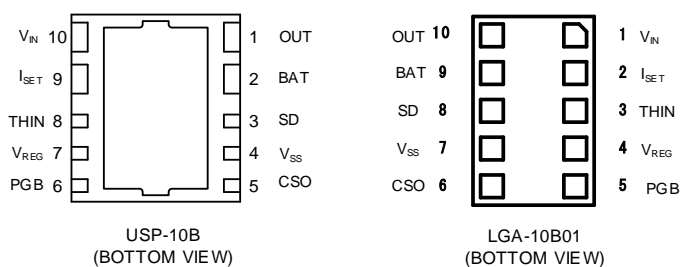 V_IN 10 1 OUT
I_SET 9 2 BAT
THIN 8 3 SD
V_REG 7 4 V_SS
PGB 6 5 CSO
USP-10B
(BOTTOM VIEW)
OUT 10 1 V_IN
BAT 9 2 I_SET
SD 8 3 THIN
V_SS 7 4 V_REG
CSO 6 5 PGB
LGA-10B01
(BOTTOM VIEW)